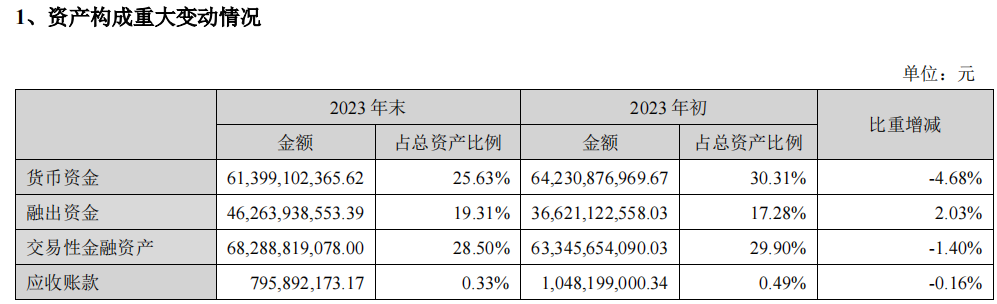 1、资产构成重大变动情况
单位：元
2023 年末 2023 年初 比重增减
金额 占总资产比例 金额 占总资产比例
货币资金 61,399,102,365.62 25.63% 64,230,876,969.67 30.31% -4.68%
融出资金 46,263,938,553.39 19.31% 36,621,122,558.03 17.28% 2.03%
交易性金融资产 68,288,819,078.00 28.50% 63,345,654,090.03 29.90% -1.40%
应收账款 795,892,173.17 0.33% 1,048,199,000.34 0.49% -0.16%